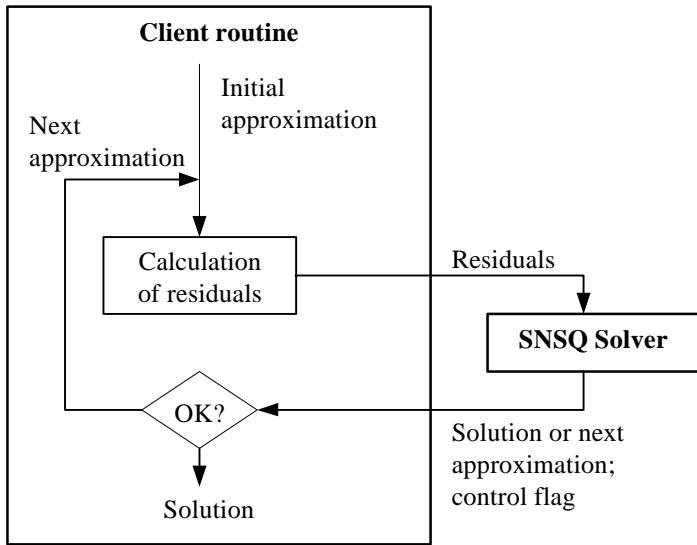 Client routine
Initial
approximation
Next
approximation
Calculation
of residuals
Residuals
SNSQ Solver
OK?
Solution or next
approximation;
control flag
Solution